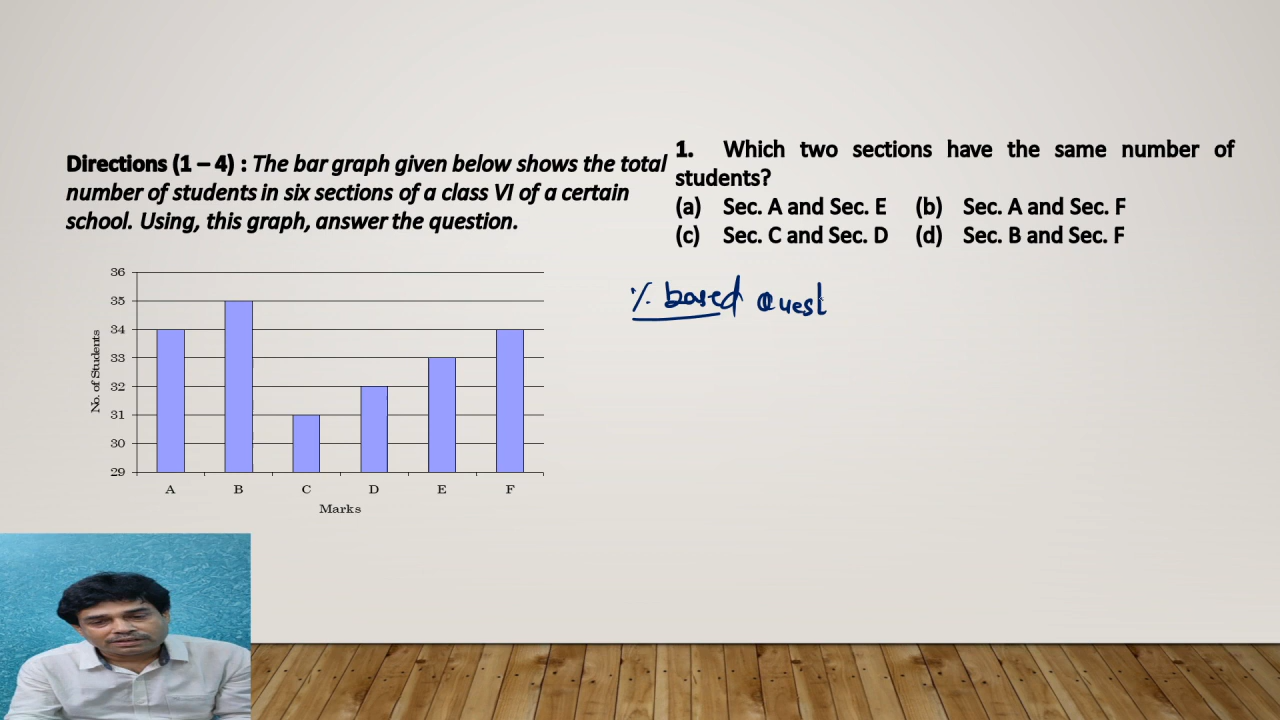 Directions (1 – 4) : The bar graph given below shows the total
number of students in six sections of a class VI of a certain
school. Using, this graph, answer the question.
36
35
34
33
32
31
30
29
No. of Students
A B C D E F
Marks
1. Which two sections have the same number of
students?
(a) Sec. A and Sec. E (b) Sec. A and Sec. F
(c) Sec. C and Sec. D (d) Sec. B and Sec. F
% based Quest